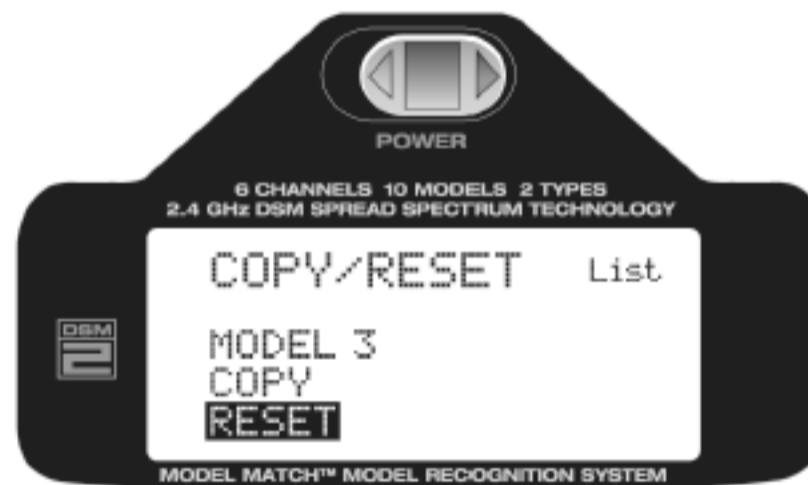 POWER
6 CHANNELS 10 MODELS 2 TYPES
2.4 GHz DSM SPREAD SPECTRUM TECHNOLOGY
COPY/RESET List
DSM
2
MODEL 3
COPY
RESET
MODEL MATCH™ MODEL RECOGNITION SYSTEM